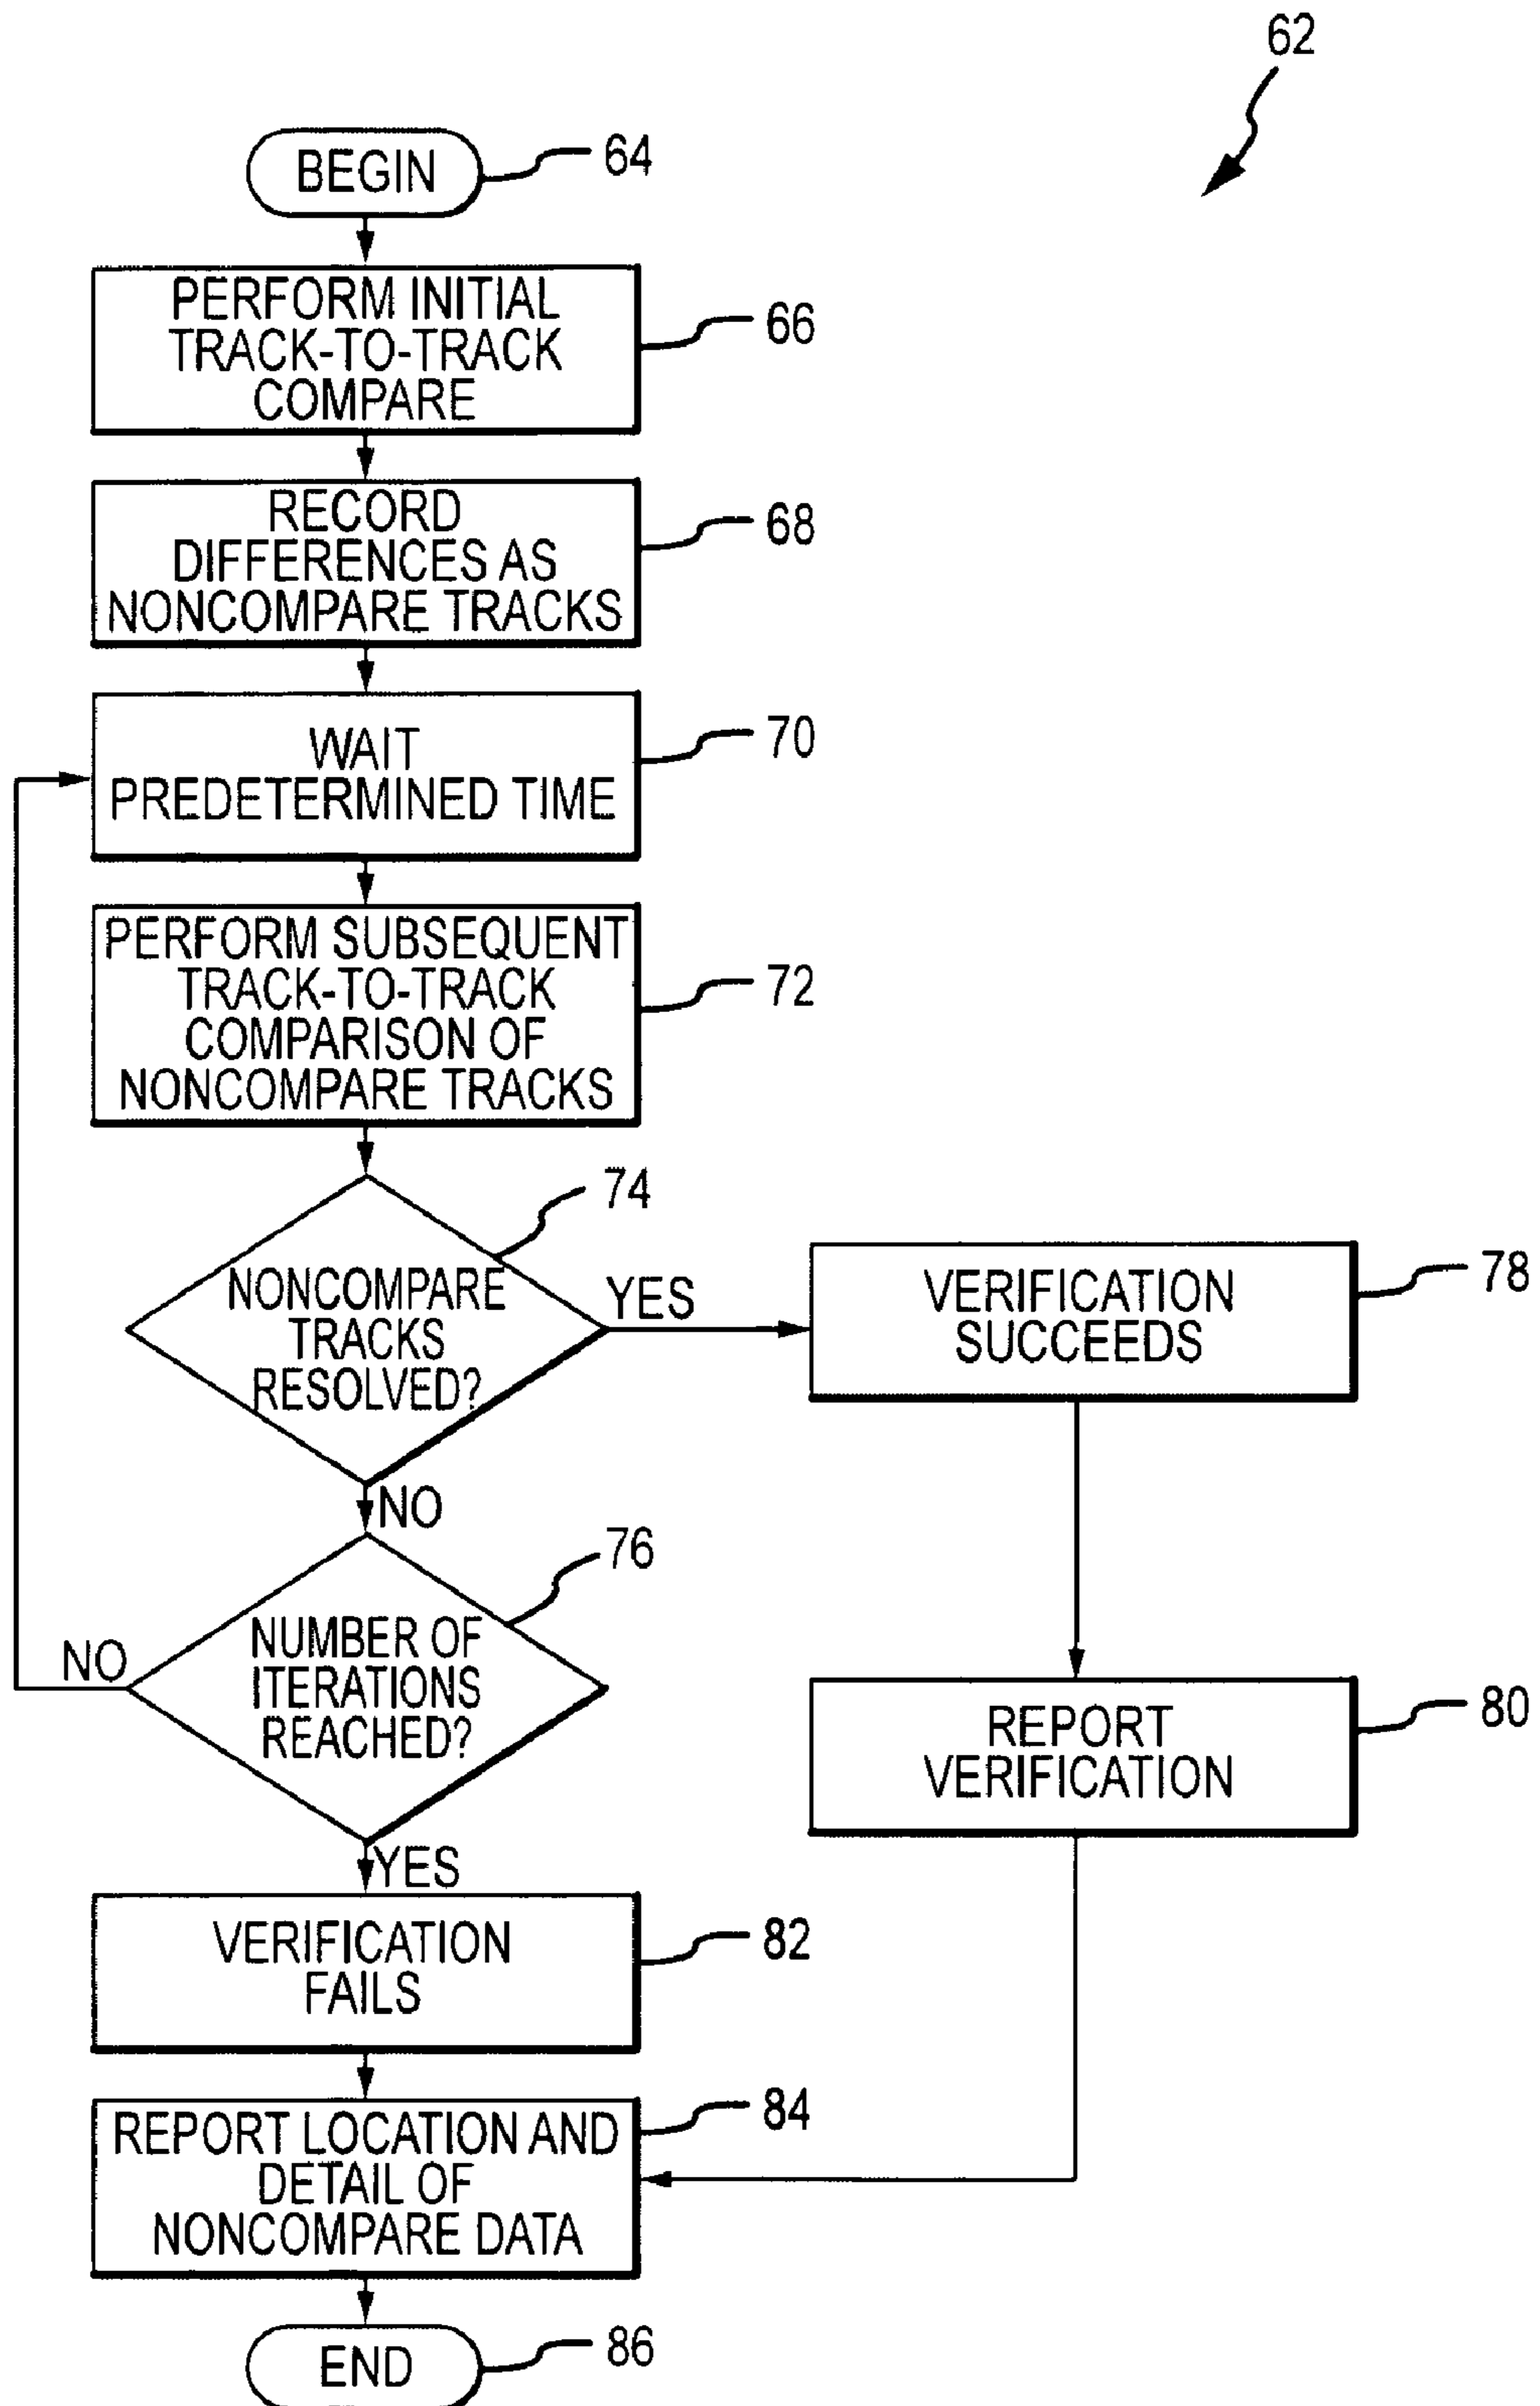 62
BEGIN
64
PERFORM INITIAL
TRACK-TO-TRACK
COMPARE
66
RECORD
DIFFERENCES AS
NONCOMPARE TRACKS
68
WAIT
PREDETERMINED TIME
70
PERFORM SUBSEQUENT
TRACK-TO-TRACK
COMPARISON OF
NONCOMPARE TRACKS
72
74
NONCOMPARE
TRACKS
RESOLVED?
YES
VERIFICATION
SUCCEEDS
78
NO
76
NUMBER OF
ITERATIONS
REACHED?
NO
REPORT
VERIFICATION
80
YES
VERIFICATION
FAILS
82
REPORT LOCATION AND
DETAIL OF
NONCOMPARE DATA
84
END
86